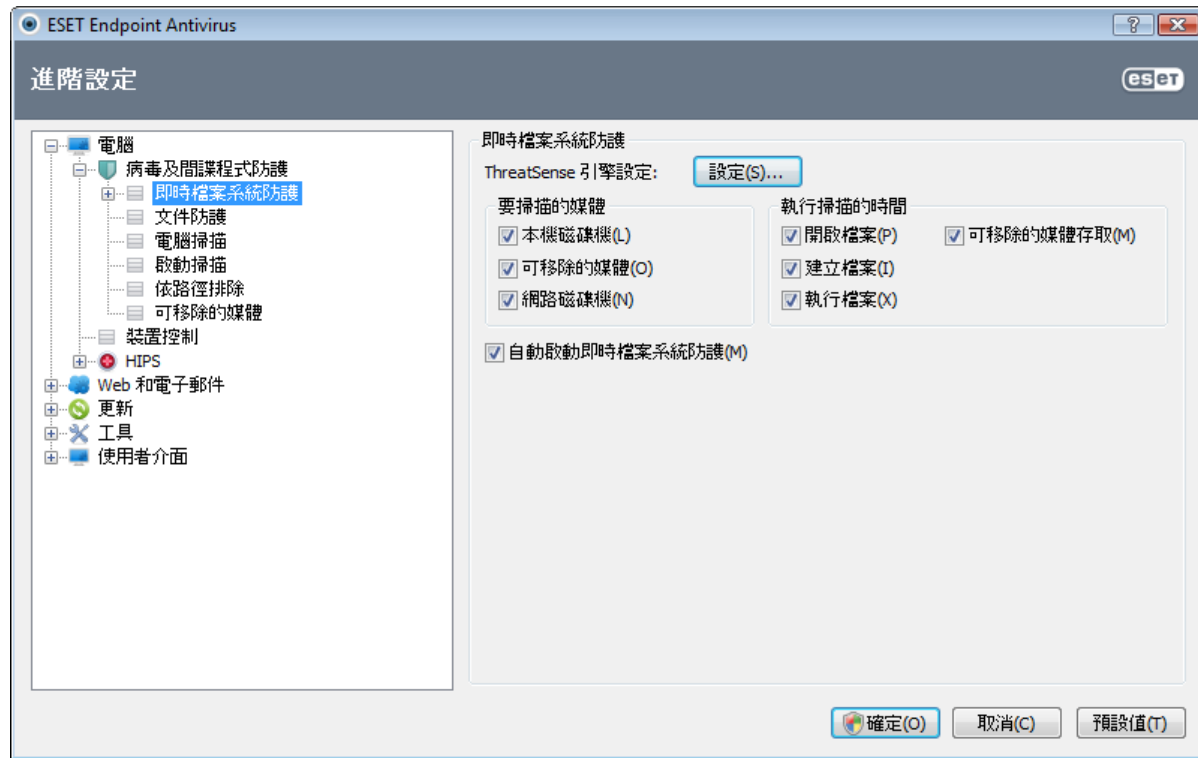 ESET Endpoint Antivirus
進階設定
eset
電腦
病毒及間諜程式防護
即時檔案系統防護
文件防護
電腦掃描
啟動掃描
依路徑排除
可移除的媒體
裝置控制
HIPS
Web 和電子郵件
更新
工具
使用者介面
即時檔案系統防護
ThreatSense 引擎設定: 設定(S)...
要掃描的媒體
本機磁碟機(L)
可移除的媒體(O)
網路磁碟機(N)
執行掃描的時間
開啟檔案(P) 可移除的媒體存取(M)
建立檔案(I)
執行檔案(X)
自動啟動即時檔案系統防護(M)
確定(O) 取消(C) 預設值(T)